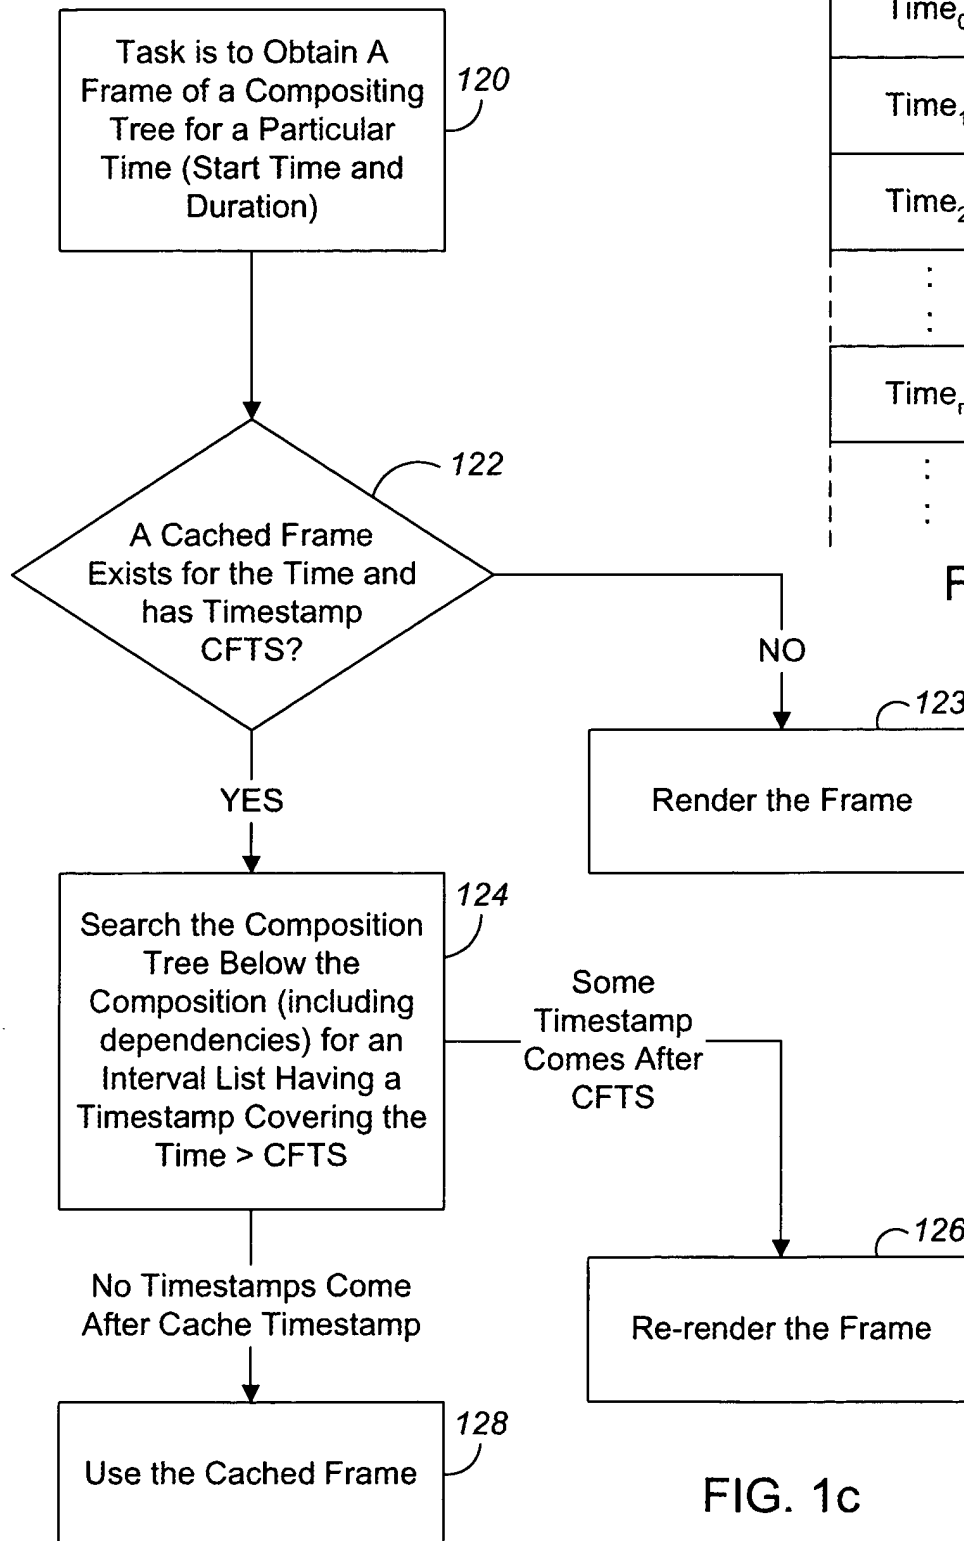 Task is to Obtain A
Frame of a Compositing
Tree for a Particular
Time (Start Time and
Duration)
120
122
A Cached Frame
Exists for the Time and
has Timestamp
CFTS?
NO
123
Render the Frame
YES
124
Search the Composition
Tree Below the
Composition (including
dependencies) for an
Interval List Having a
Timestamp Covering the
Time > CFTS
Some
Timestamp
Comes After
CFTS
126
Re-render the Frame
No Timestamps Come
After Cache Timestamp
128
Use the Cached Frame
FIG. 1c
Time0
Time1
Time2
Time